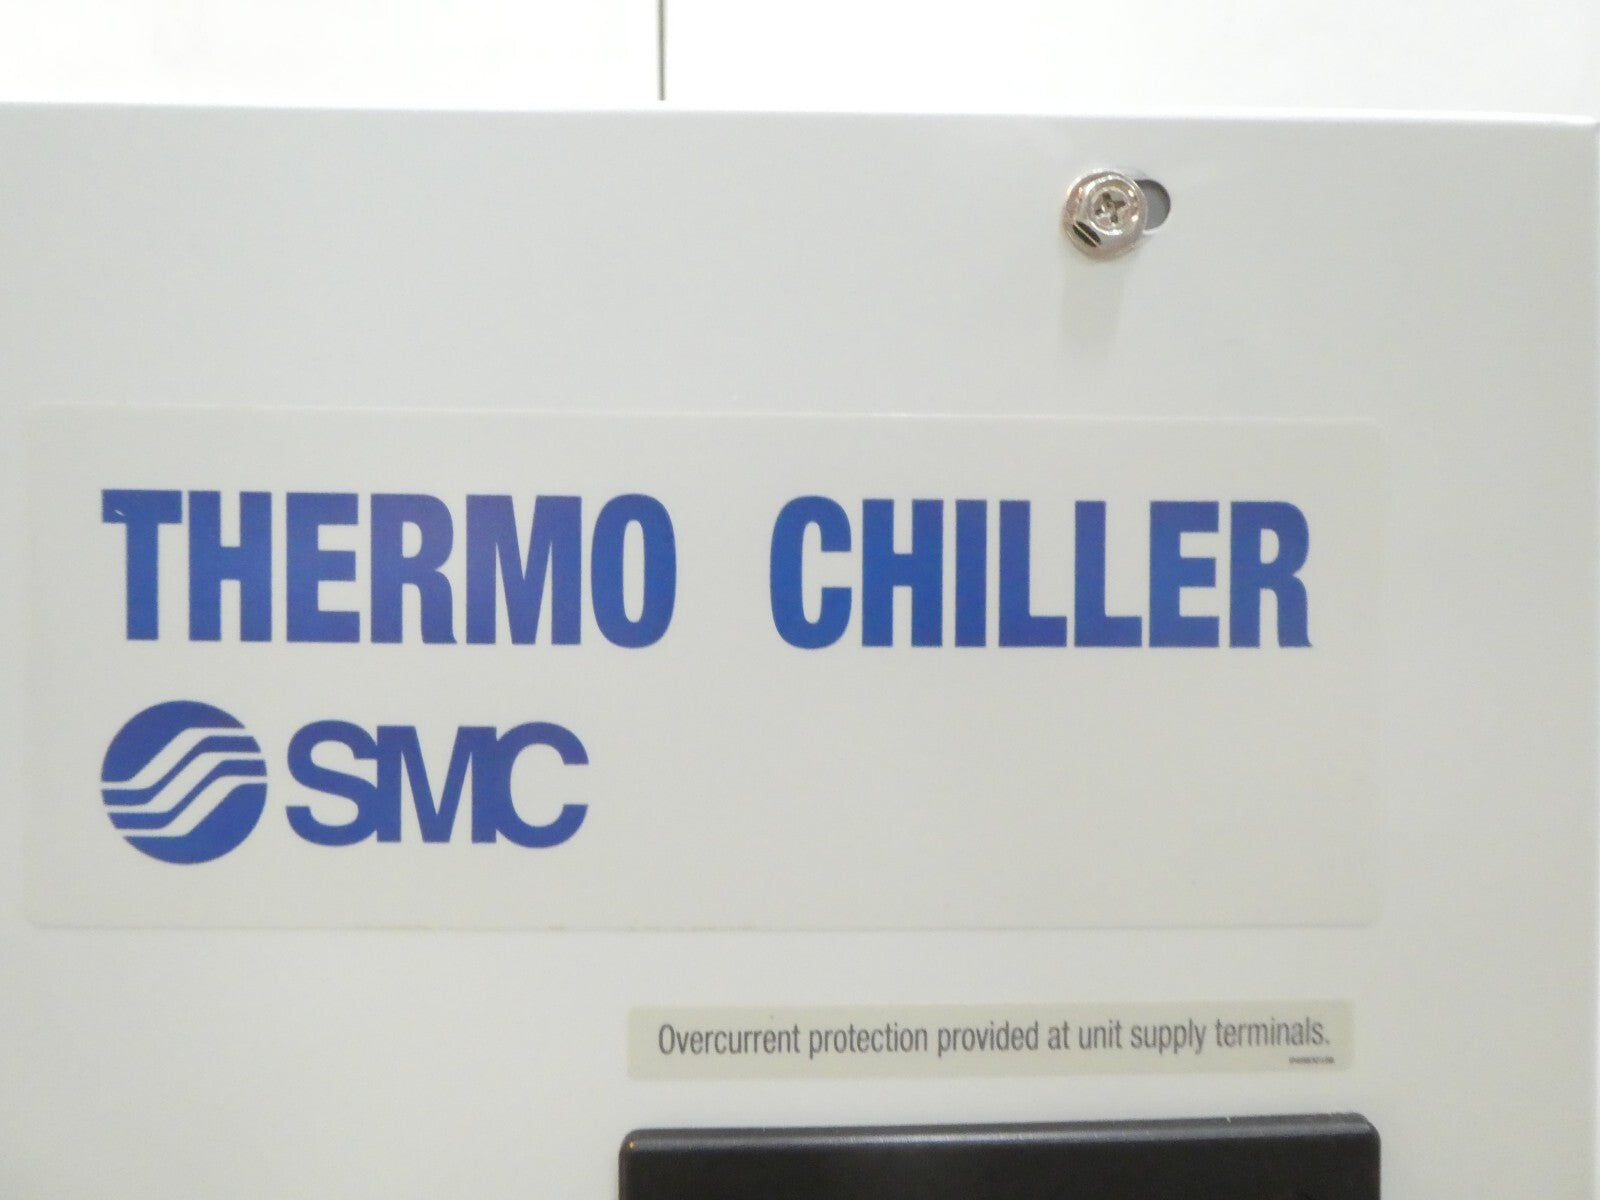 THERMO CHILLER
SMC
Overcurrent protection provided at unit supply terminals.